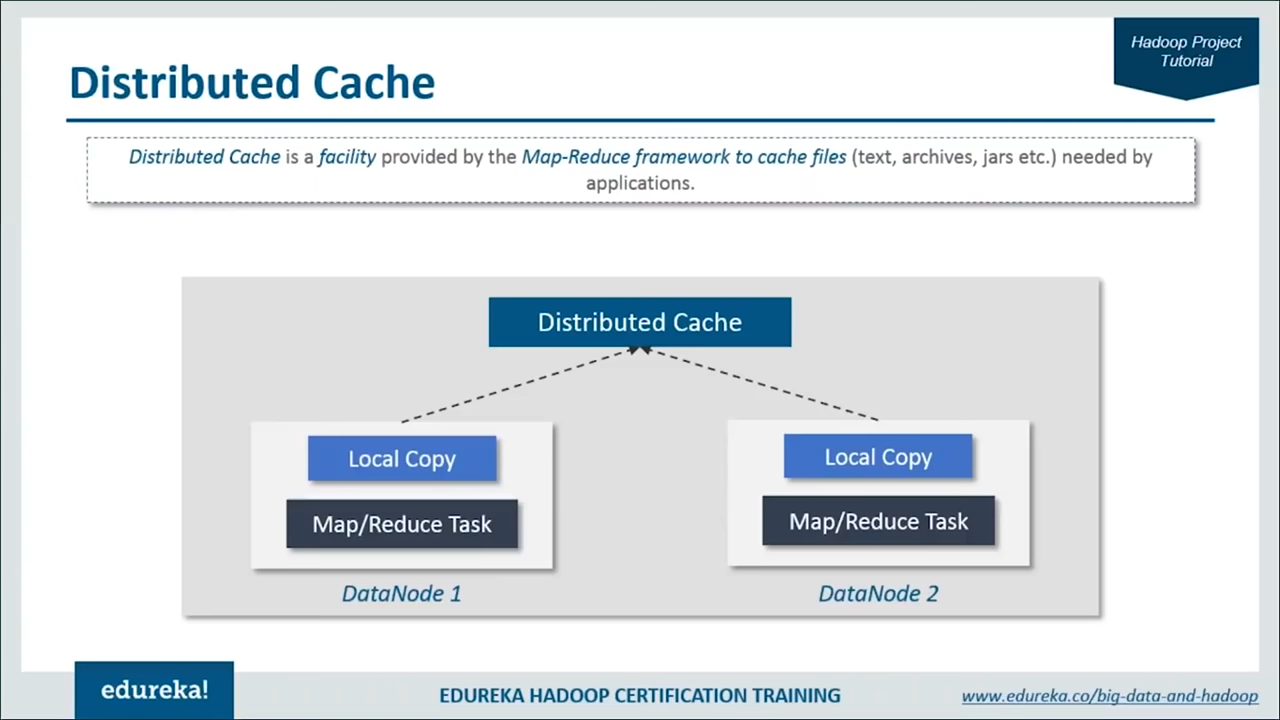 Hadoop Project
Tutorial
Distributed Cache
Distributed Cache is a facility provided by the Map-Reduce framework to cache files (text, archives, jars etc.) needed by
applications.
Distributed Cache
Local Copy
Map/Reduce Task
DataNode 1
Local Copy
Map/Reduce Task
DataNode 2
edureka!
EDUREKA HADOOP CERTIFICATION TRAINING
www.edureka.co/big-data-and-hadoop